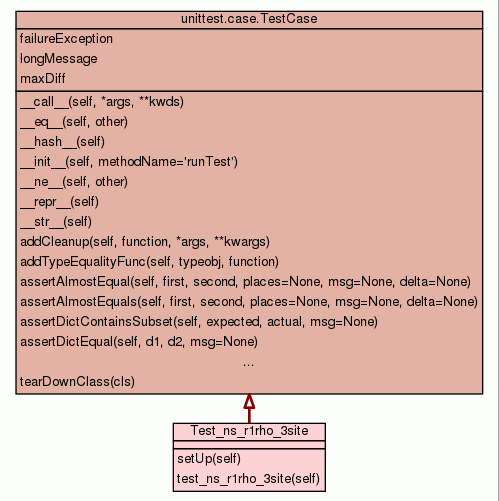 unittest.case.TestCase
failureException
longMessage
maxDiff
__call__(self, *args, **kwds)
__eq__(self, other)
__hash__(self)
__init__(self, methodName='runTest')
__ne__(self, other)
__repr__(self)
__str__(self)
addCleanup(self, function, *args, **kwargs)
addTypeEqualityFunc(self, typeobj, function)
assertAlmostEqual(self, first, second, places=None, msg=None, delta=None)
assertAlmostEquals(self, first, second, places=None, msg=None, delta=None)
assertDictContainsSubset(self, expected, actual, msg=None)
assertDictEqual(self, d1, d2, msg=None)
...
tearDownClass(cls)
Test_ns_r1rho_3site
setUp(self)
test_ns_r1rho_3site(self)